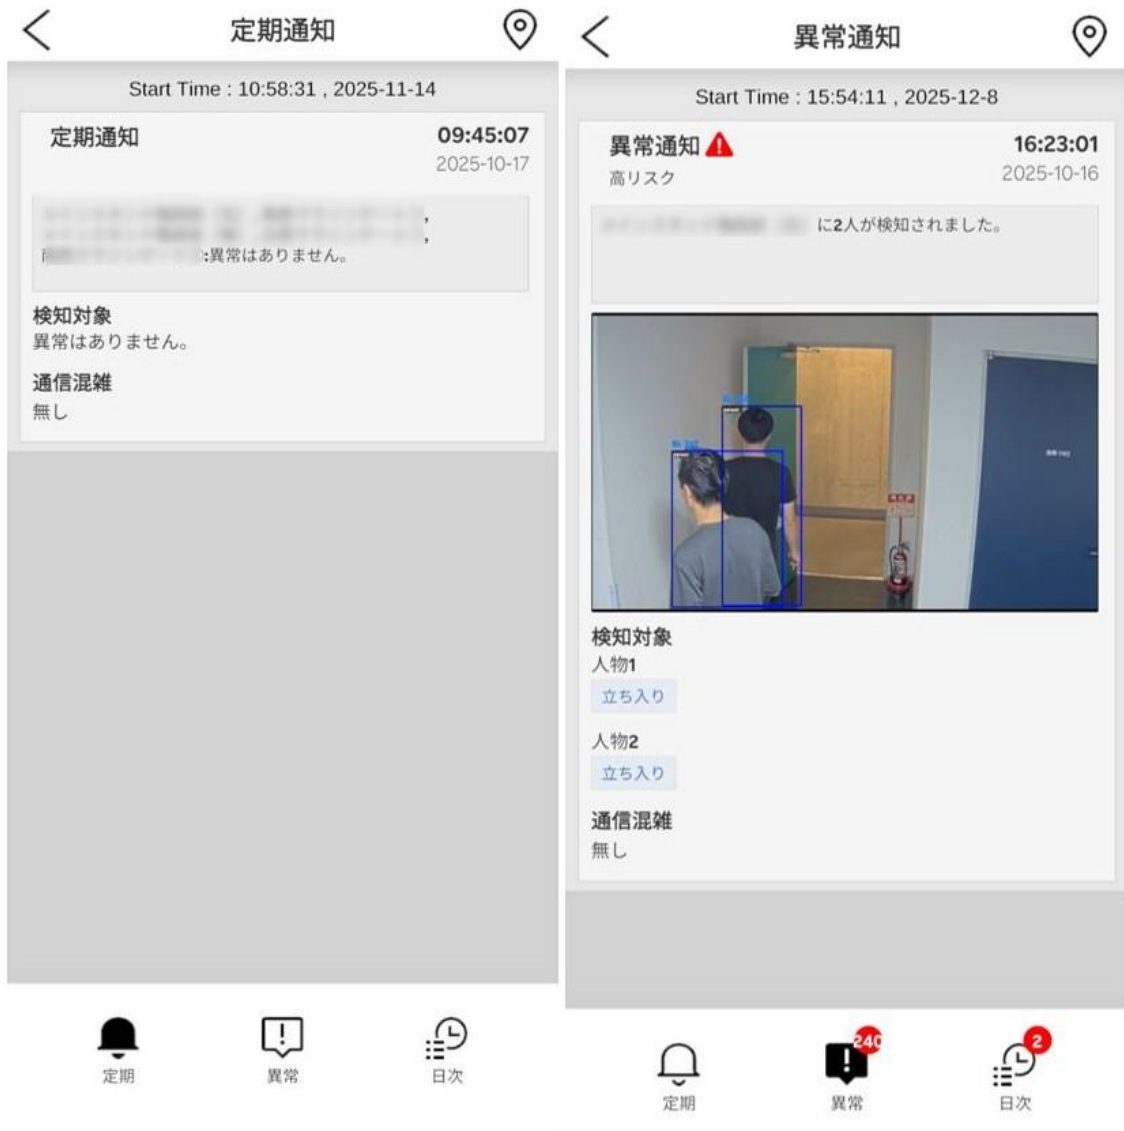 定期通知
Start Time : 10:58:31 , 2025-11-14
定期通知
09:45:07
2025-10-17
,
,
:異常はありません。
検知対象
異常はありません。
通信混雑
無し
定期
異常
日次
異常通知
Start Time : 15:54:11 , 2025-12-8
異常通知
16:23:01
高リスク
2025-10-16
に2人が検知されました。
検知対象
人物1
立ち入り
人物2
立ち入り
通信混雑
無し
240
2
定期
異常
日次